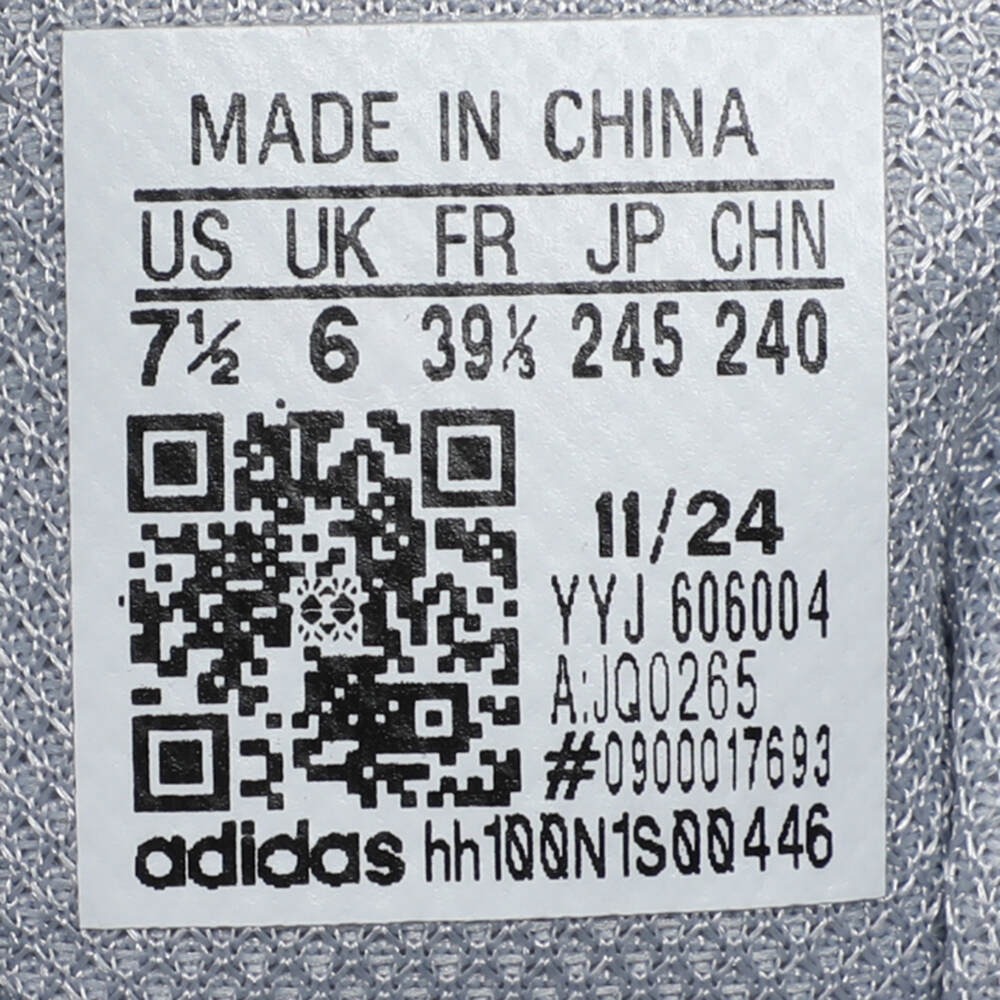 MADE IN CHINA
US UK FR JP CHN
7½ 6 39⅓ 245 240
11/24
YYJ 606004
A:JQ0265
#0900017693
adidas hh100N1S00446